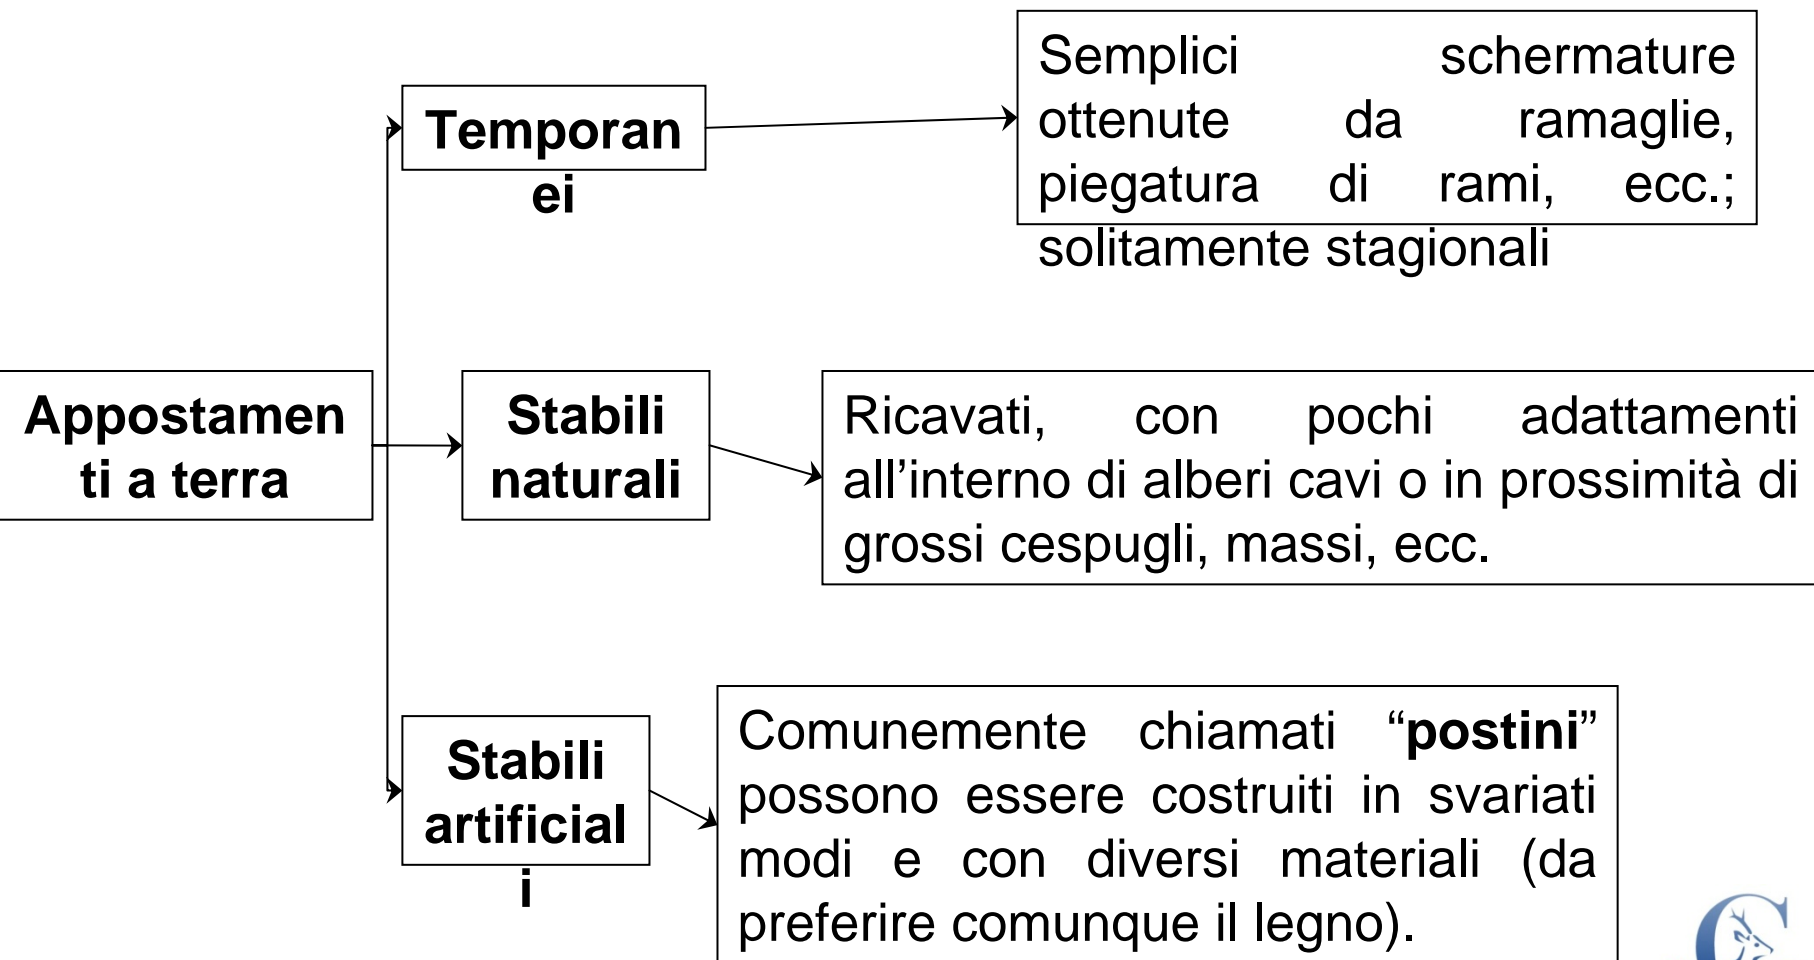 Temporan
ei
Semplici schermature
ottenute da ramaglie,
piegatura di rami, ecc.;
solitamente stagionali
Appostamen
ti a terra
Stabili
naturali
Ricavati, con pochi adattamenti
all’interno di alberi cavi o in prossimità di
grossi cespugli, massi, ecc.
Stabili
artificial
i
Comunemente chiamati “postini”
possono essere costruiti in svariati
modi e con diversi materiali (da
preferire comunque il legno).